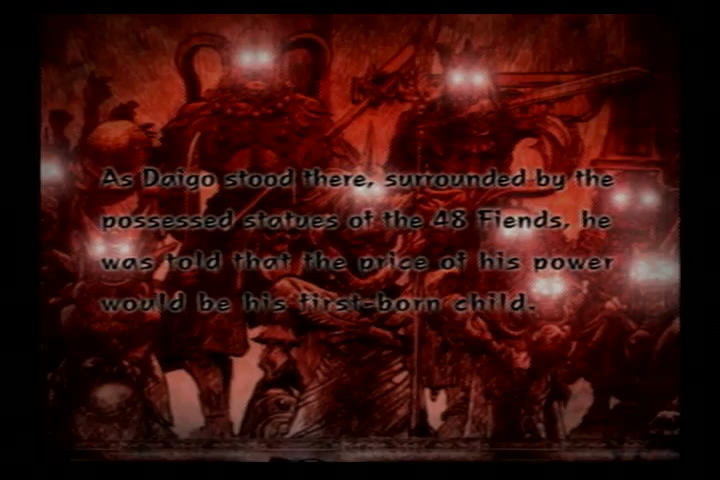 As Daigo stood there, surrounded by the
possessed statues of the 48 Fiends, he
was told that the price of his power
would be his first-born child.